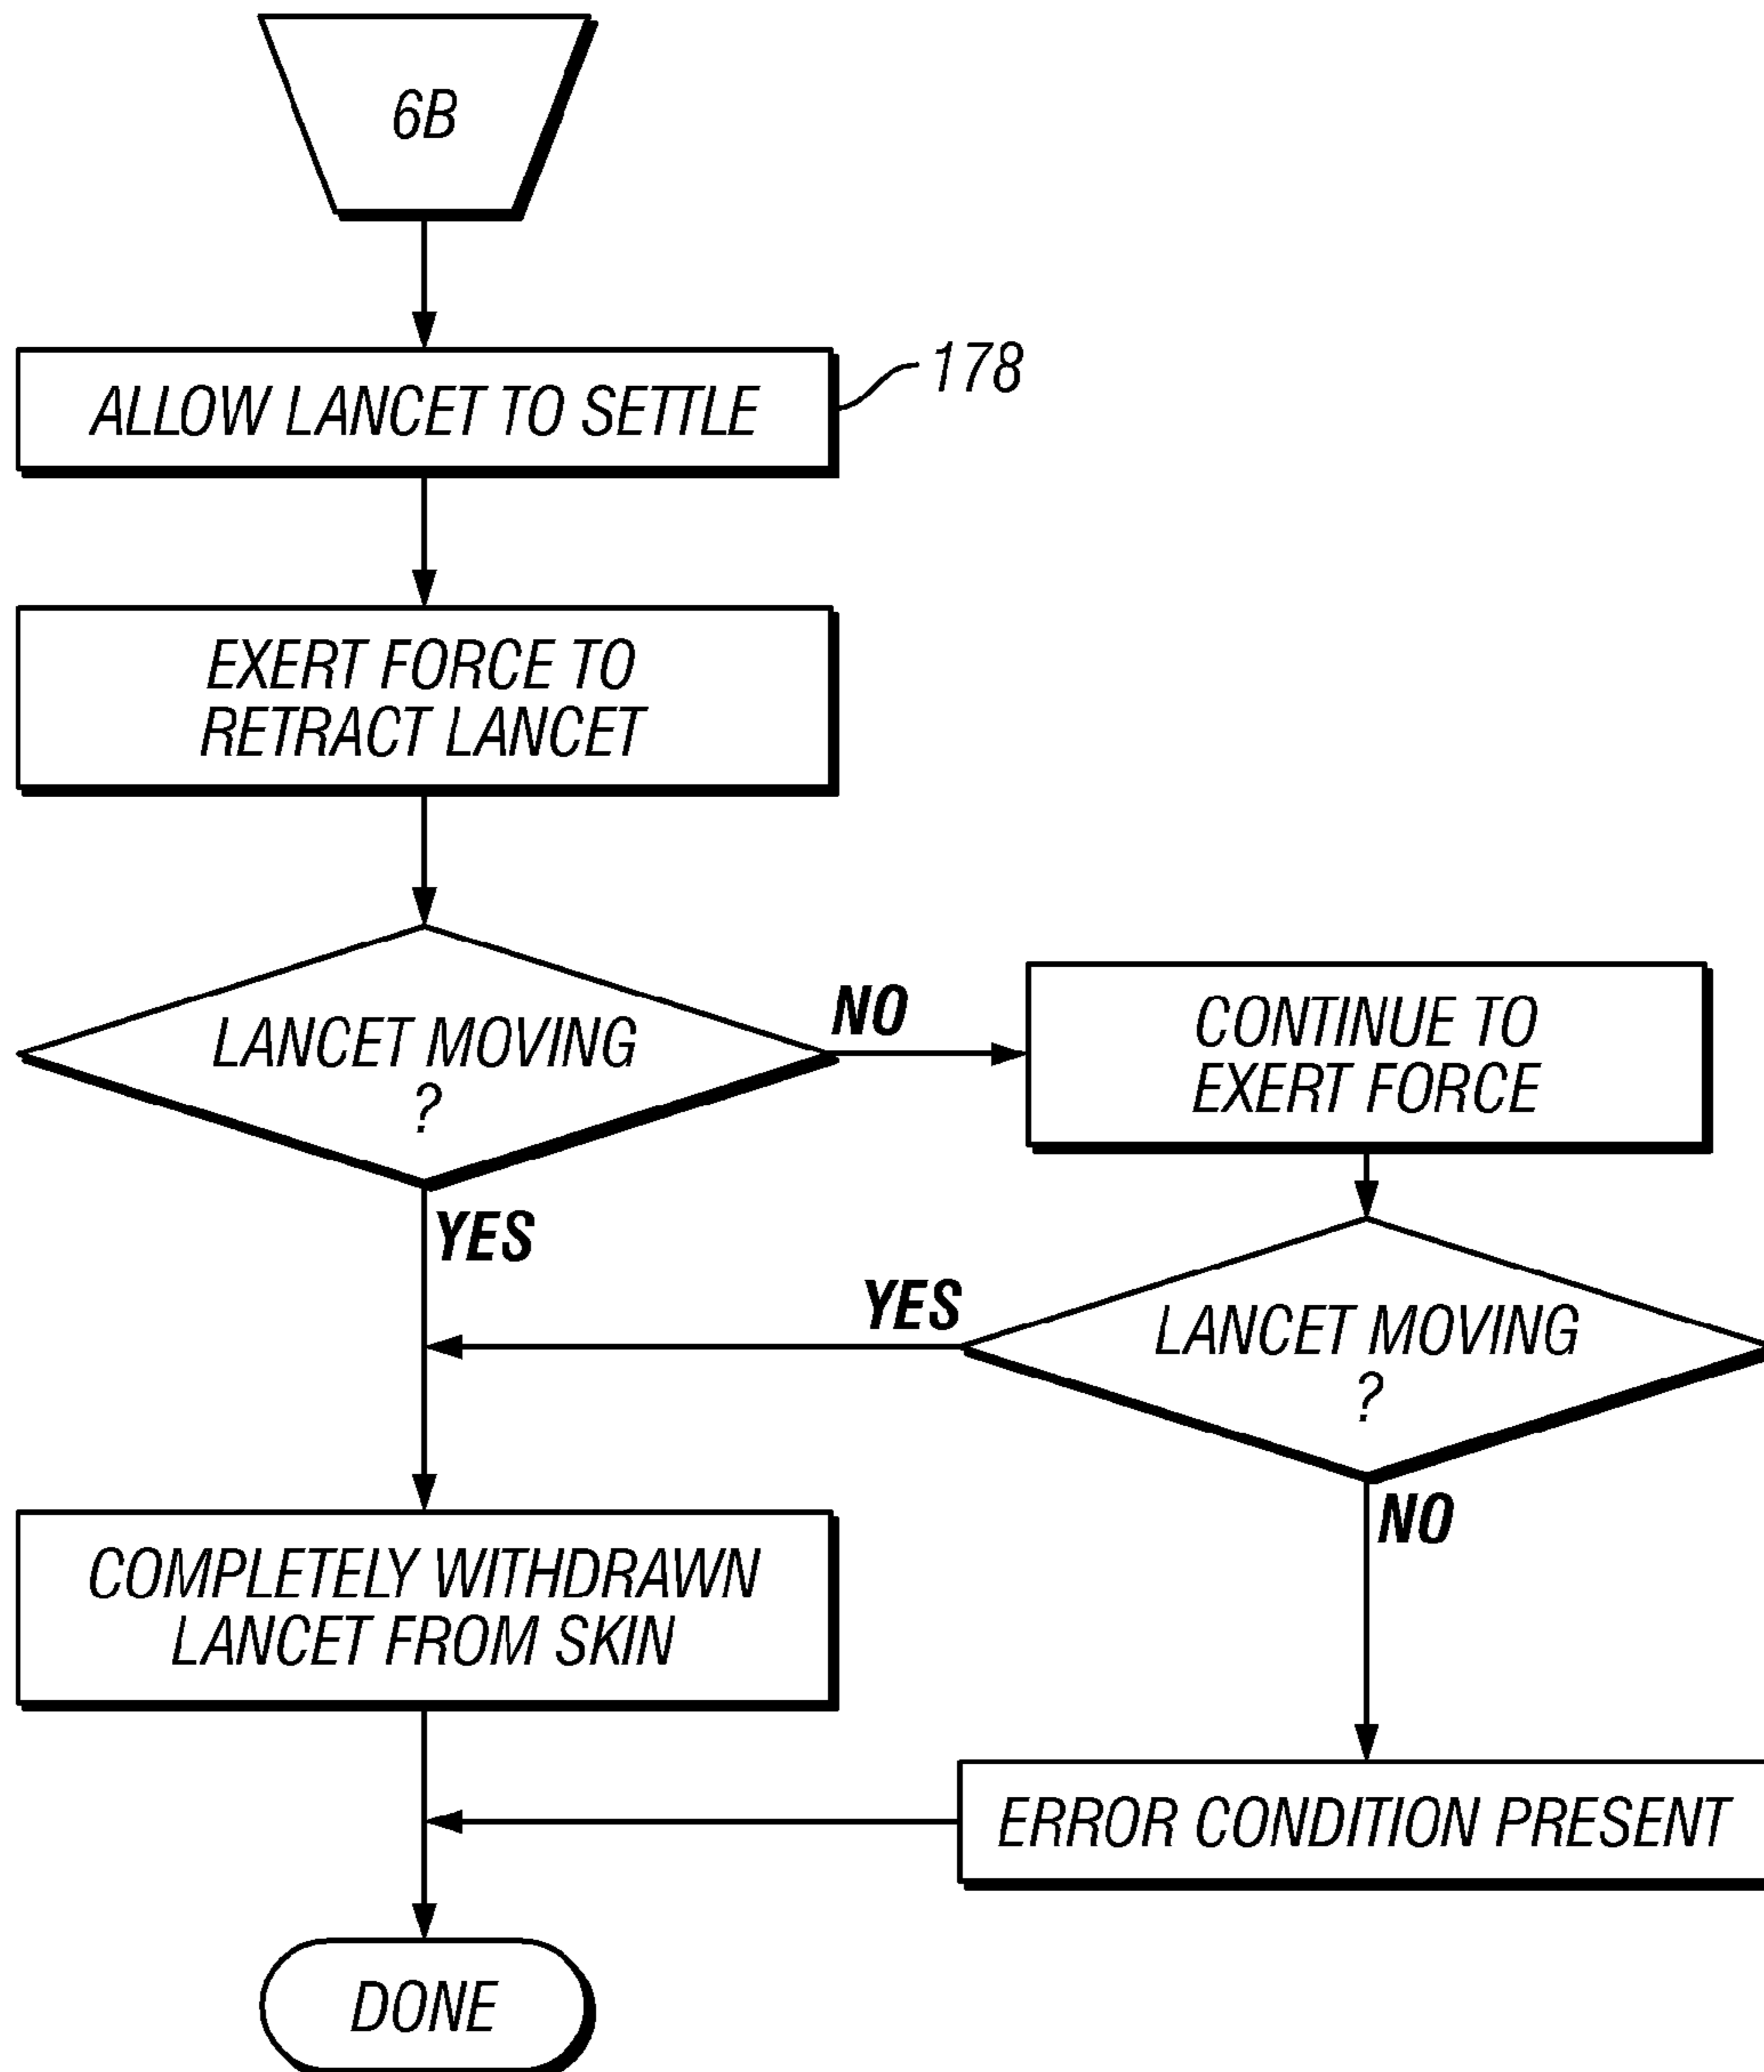 6B
ALLOW LANCET TO SETTLE
178
EXERT FORCE TO
RETRACT LANCET
LANCET MOVING
?
NO
CONTINUE TO
EXERT FORCE
YES
YES
LANCET MOVING
?
NO
COMPLETELY WITHDRAWN
LANCET FROM SKIN
ERROR CONDITION PRESENT
DONE